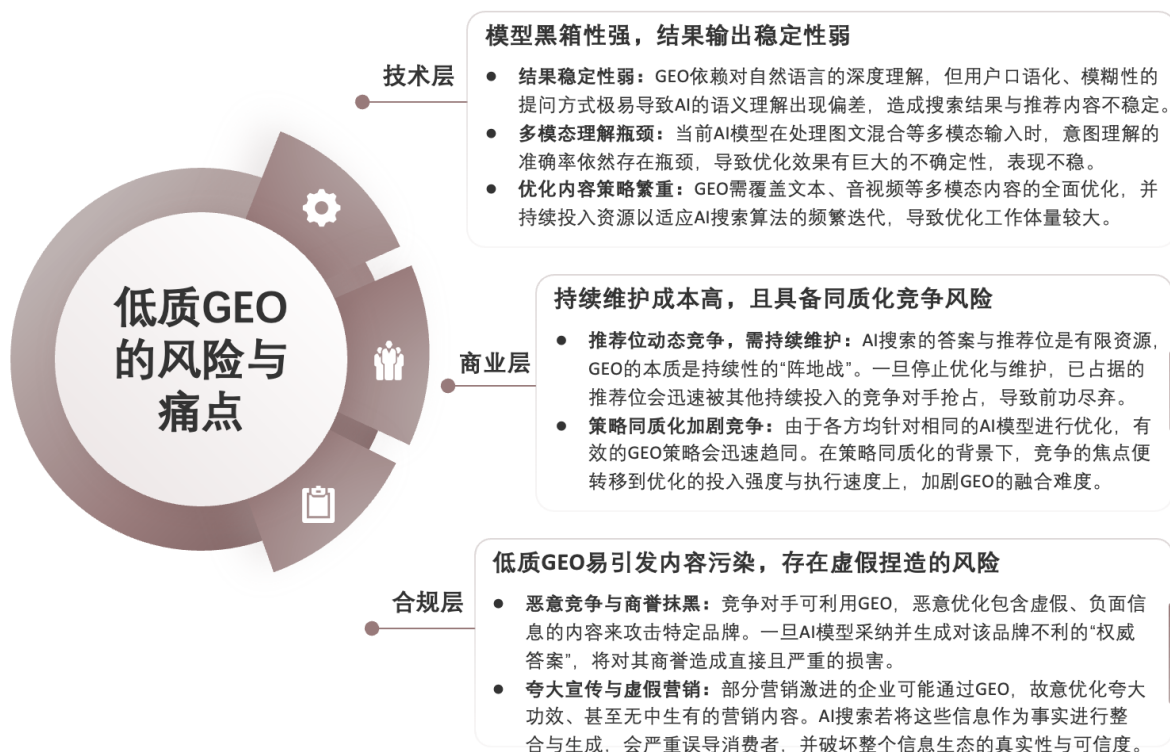 低质GEO
的风险与
痛点
技术层
模型黑箱性强，结果输出稳定性弱
● 结果稳定性弱：GEO依赖对自然语言的深度理解，但用户口语化、模糊性的
提问方式极易导致AI的语义理解出现偏差，造成搜索结果与推荐内容不稳定。
● 多模态理解瓶颈：当前AI模型在处理图文混合等多模态输入时，意图理解的
准确率依然存在瓶颈，导致优化效果有巨大的不确定性，表现不稳。
● 优化内容策略繁重：GEO需覆盖文本、音视频等多模态内容的全面优化，并
持续投入资源以适应AI搜索算法的频繁迭代，导致优化工作体量较大。
商业层
持续维护成本高，且具备同质化竞争风险
● 推荐位动态竞争，需持续维护：AI搜索的答案与推荐位是有限资源，
GEO的本质是持续性的“阵地战”。一旦停止优化与维护，已占据的
推荐位会迅速被其他持续投入的竞争对手抢占，导致前功尽弃。
● 策略同质化加剧竞争：由于各方均针对相同的AI模型进行优化，有
效的GEO策略会迅速趋同。在策略同质化的背景下，竞争的焦点便
转移到优化的投入强度与执行速度上，加剧GEO的融合难度。
合规层
低质GEO易引发内容污染，存在虚假捏造的风险
● 恶意竞争与商誉抹黑：竞争对手可利用GEO，恶意优化包含虚假、负面信
息的内容来攻击特定品牌。一旦AI模型采纳并生成对该品牌不利的“权威
答案”，将对其商誉造成直接且严重的损害。
● 夸大宣传与虚假营销：部分营销激进的企业可能通过GEO，故意优化夸大
功效、甚至无中生有的营销内容。AI搜索若将这些信息作为事实进行整
合与生成，会严重误导消费者，并破坏整个信息生态的真实性与可信度。